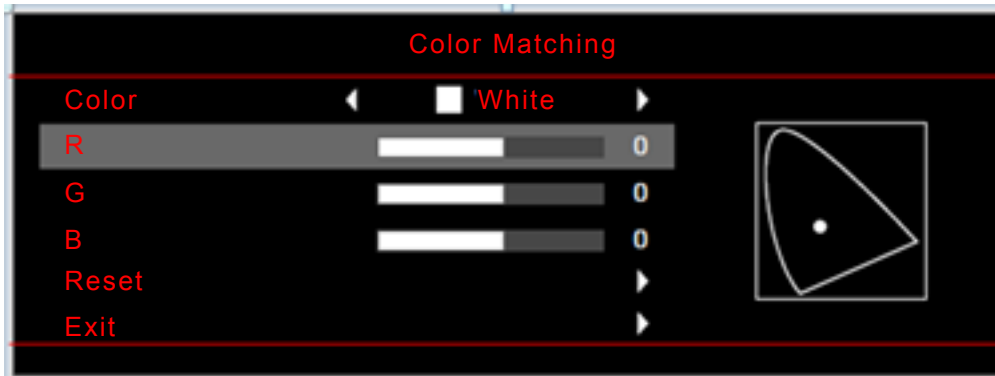 Color Matching
Color White
R 0
G 0
B 0
Reset
Exit